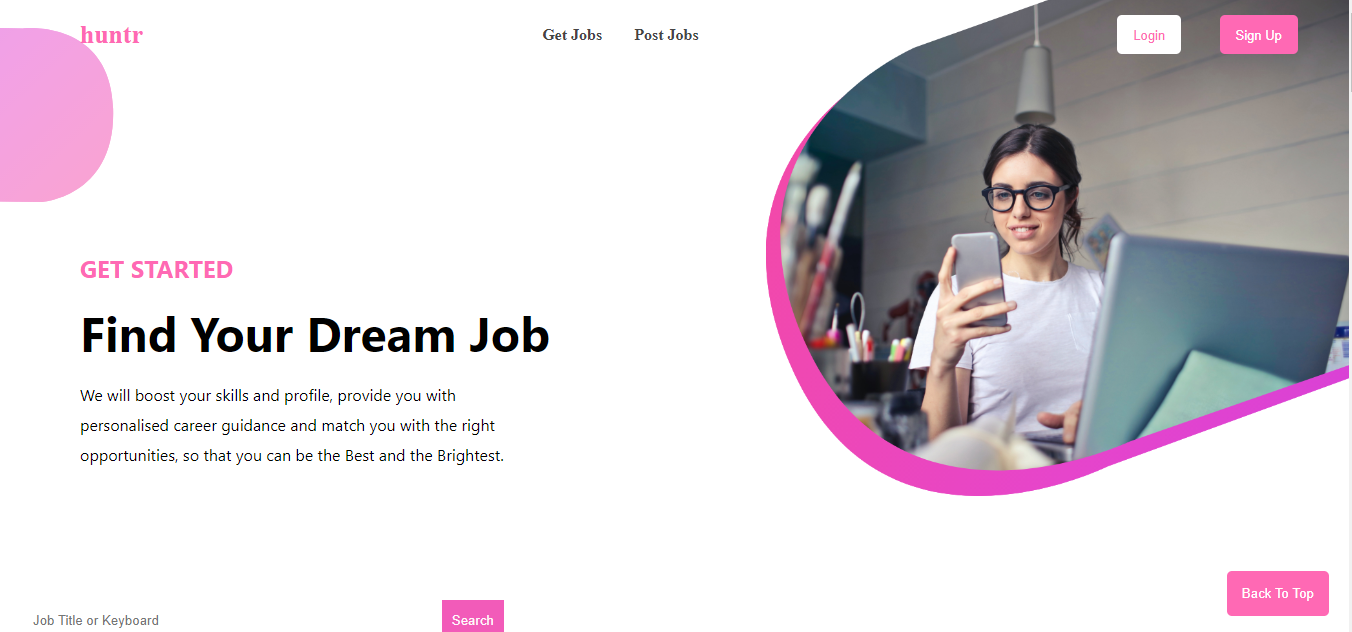 huntr
Get Jobs
Post Jobs
Login
Sign Up
GET STARTED
Find Your Dream Job
We will boost your skills and profile, provide you with
personalised career guidance and match you with the right
opportunities, so that you can be the Best and the Brightest.
Back To Top
Job Title or Keyboard
Search